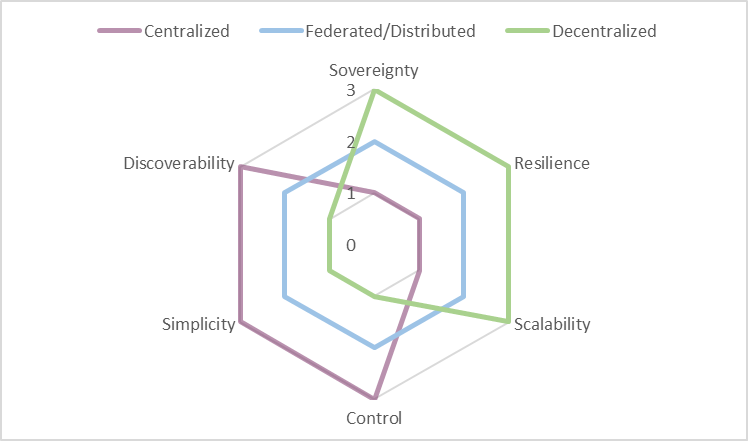 Centralized Federated/Distributed Decentralized
Sovereignty
3
2
Discoverability Resilience
1
0
Simplicity Scalability
Control